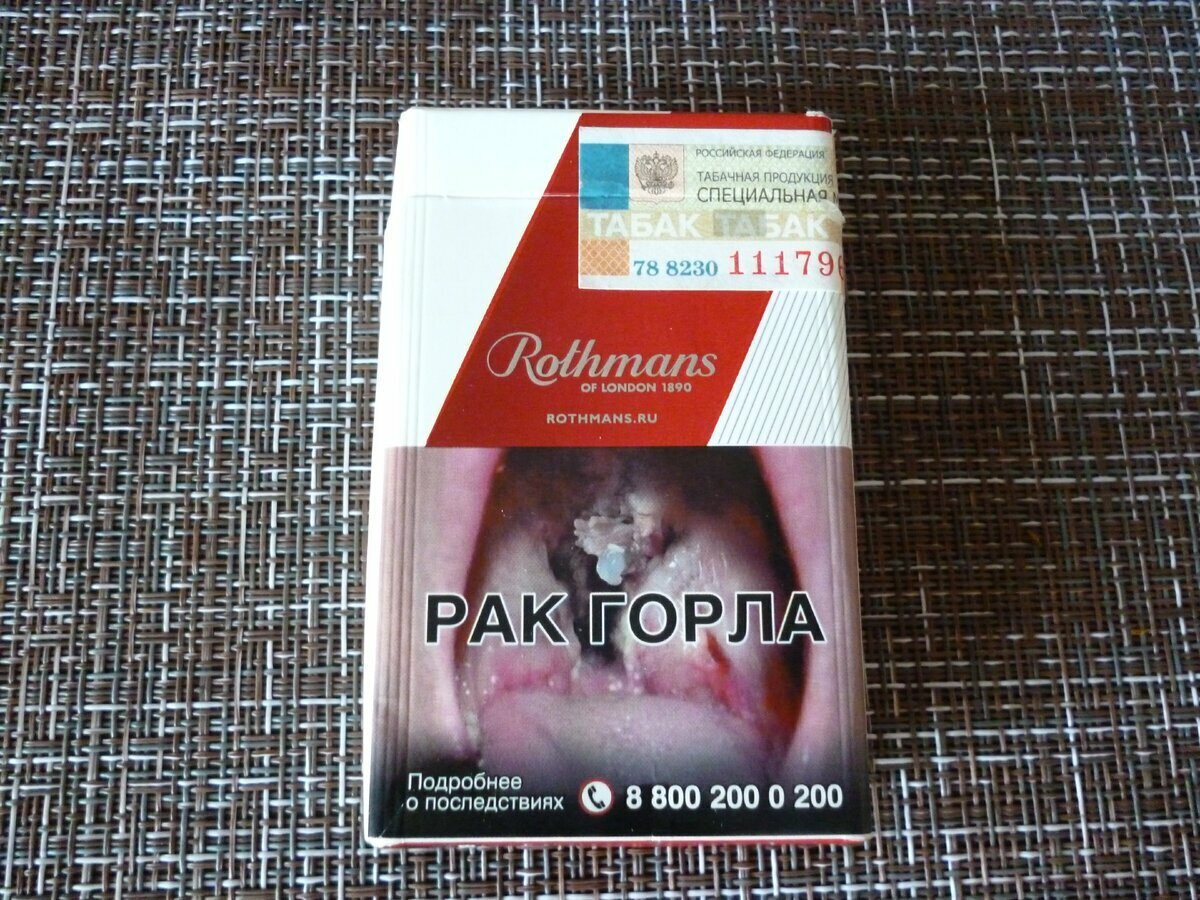 РОССИЙСКАЯ ФЕДЕРАЦИЯ
ТАБАЧНАЯ ПРОДУКЦИЯ
СПЕЦИАЛЬНАЯ
ТАБАК ТАБАК
78 8230 111796
Rothmans
OF LONDON 1890
ROTHMANS.RU
РАК ГОРЛА
Подробнее
о последствиях
8 800 200 0 200